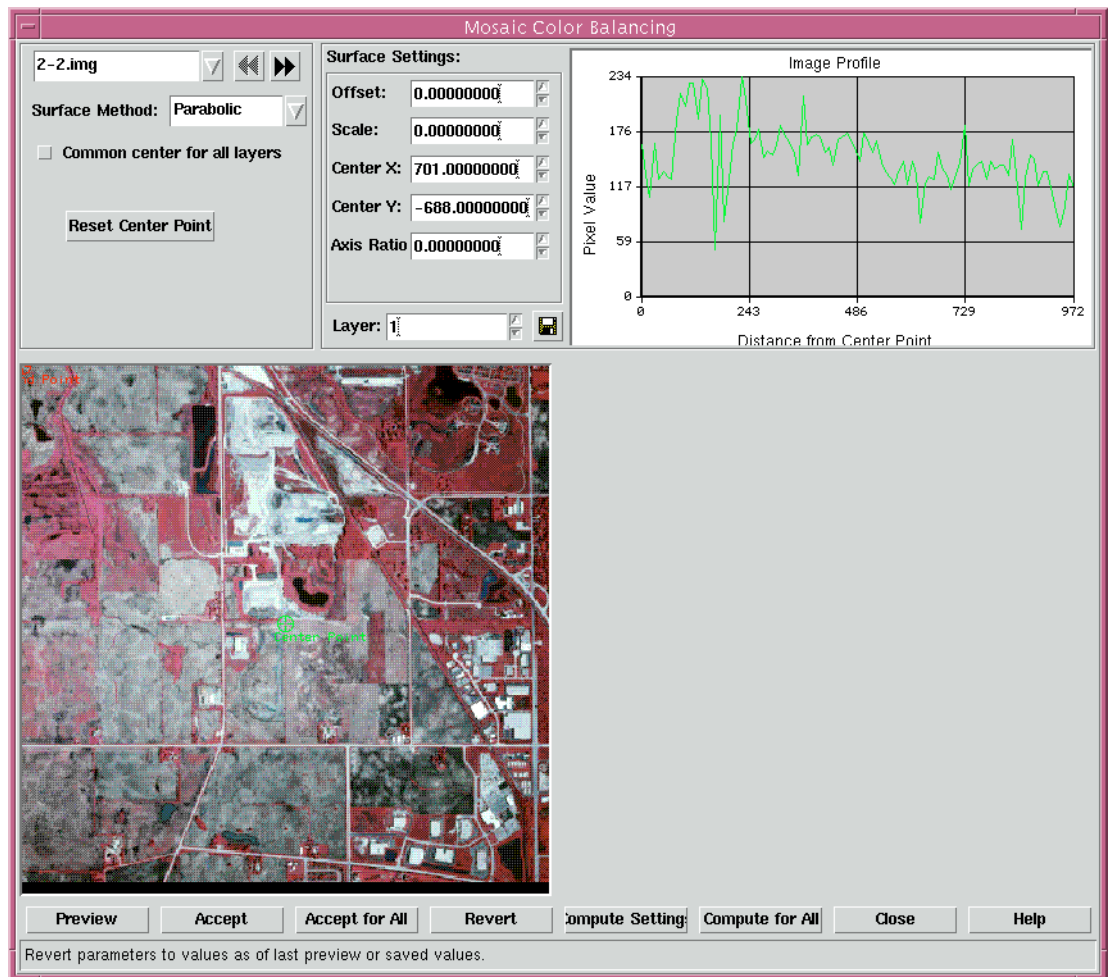 Mosaic Color Balancing
2-2.img
Surface Method: Parabolic
Common center for all layers
Reset Center Point
Surface Settings:
Offset: 0.00000000
Scale: 0.00000000
Center X: 701.00000000
Center Y: -688.00000000
Axis Ratio 0.00000000
Layer: 1
Image Profile
Pixel Value
234
176
117
59
0
0 243 486 729 972
Distance from Center Point
Point
Center Point
Preview Accept Accept for All Revert ompute Setting Compute for All Close Help
Revert parameters to values as of last preview or saved values.